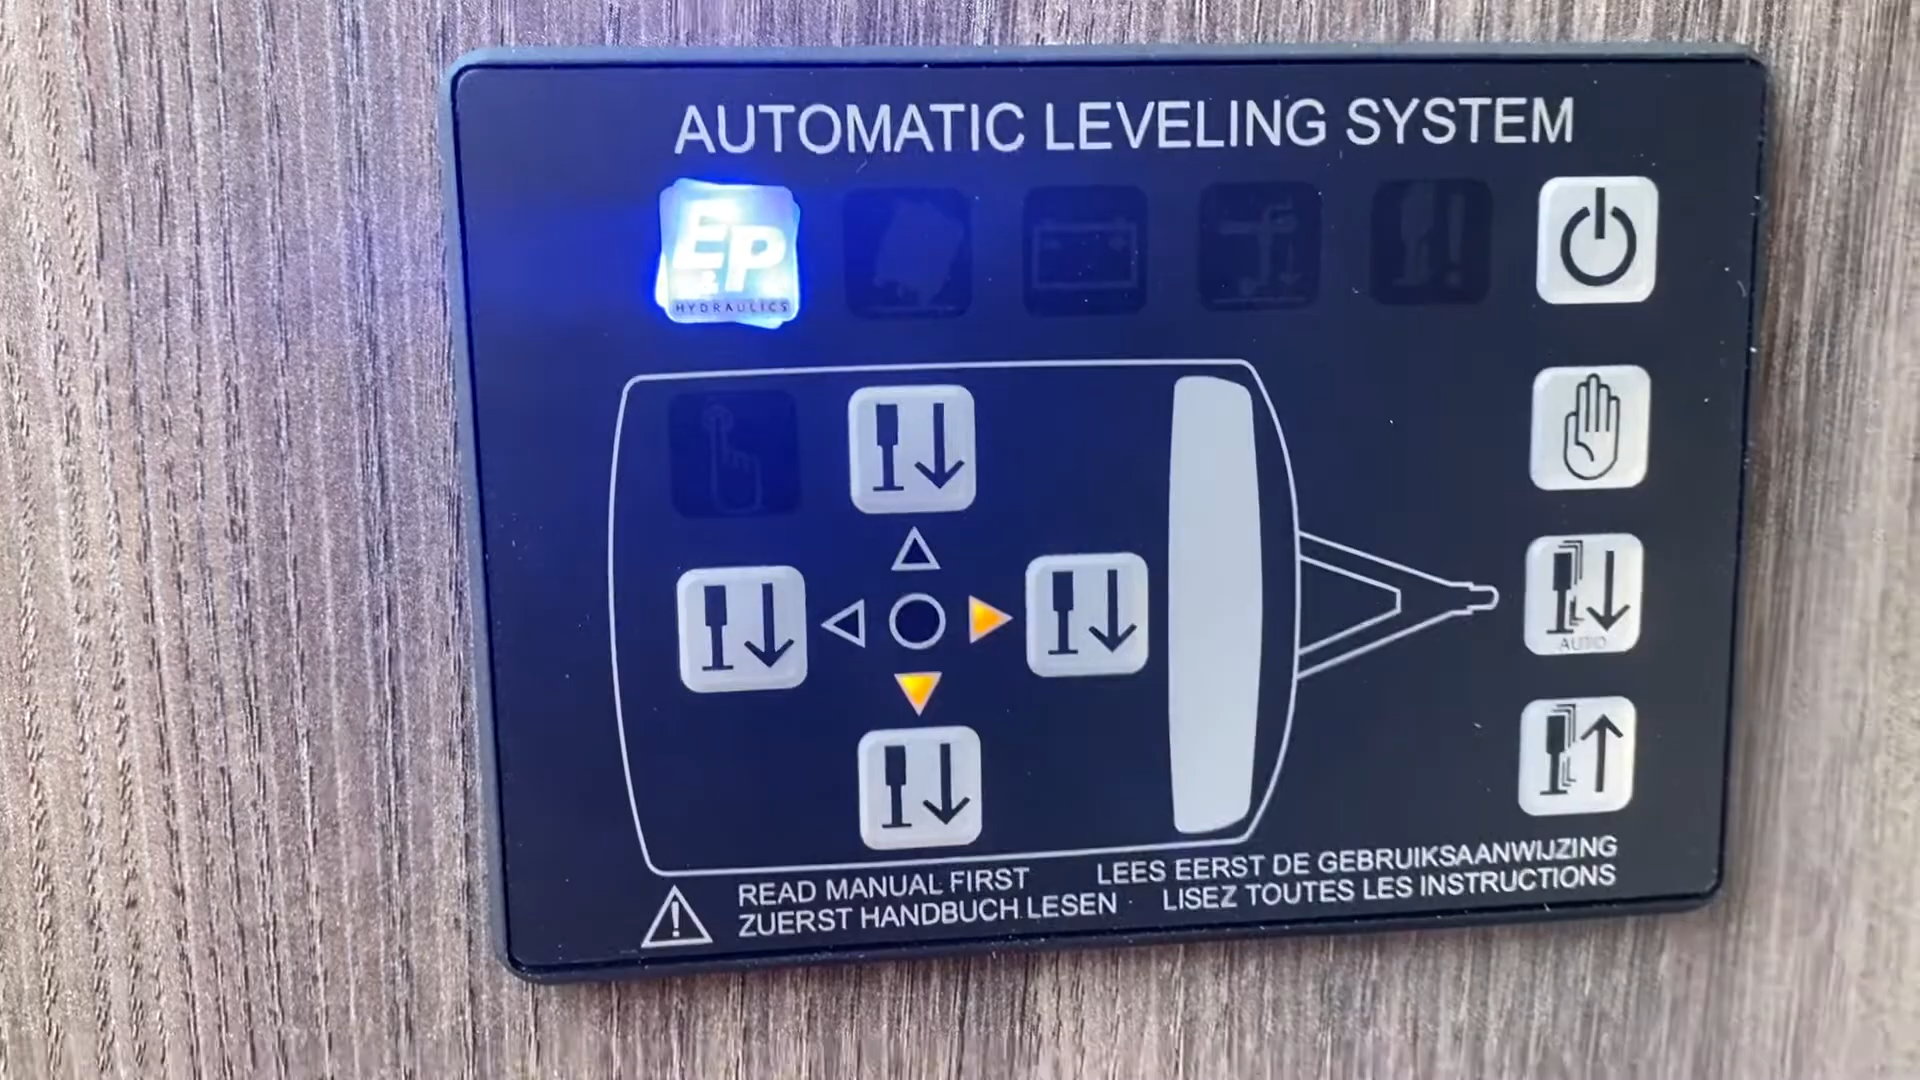 AUTOMATIC LEVELING SYSTEM
E&P
HYDRAULICS
AUTO
READ MANUAL FIRST
ZUERST HANDBUCH LESEN
LEES EERST DE GEBRUIKSAANWIJZING
LISEZ TOUTES LES INSTRUCTIONS